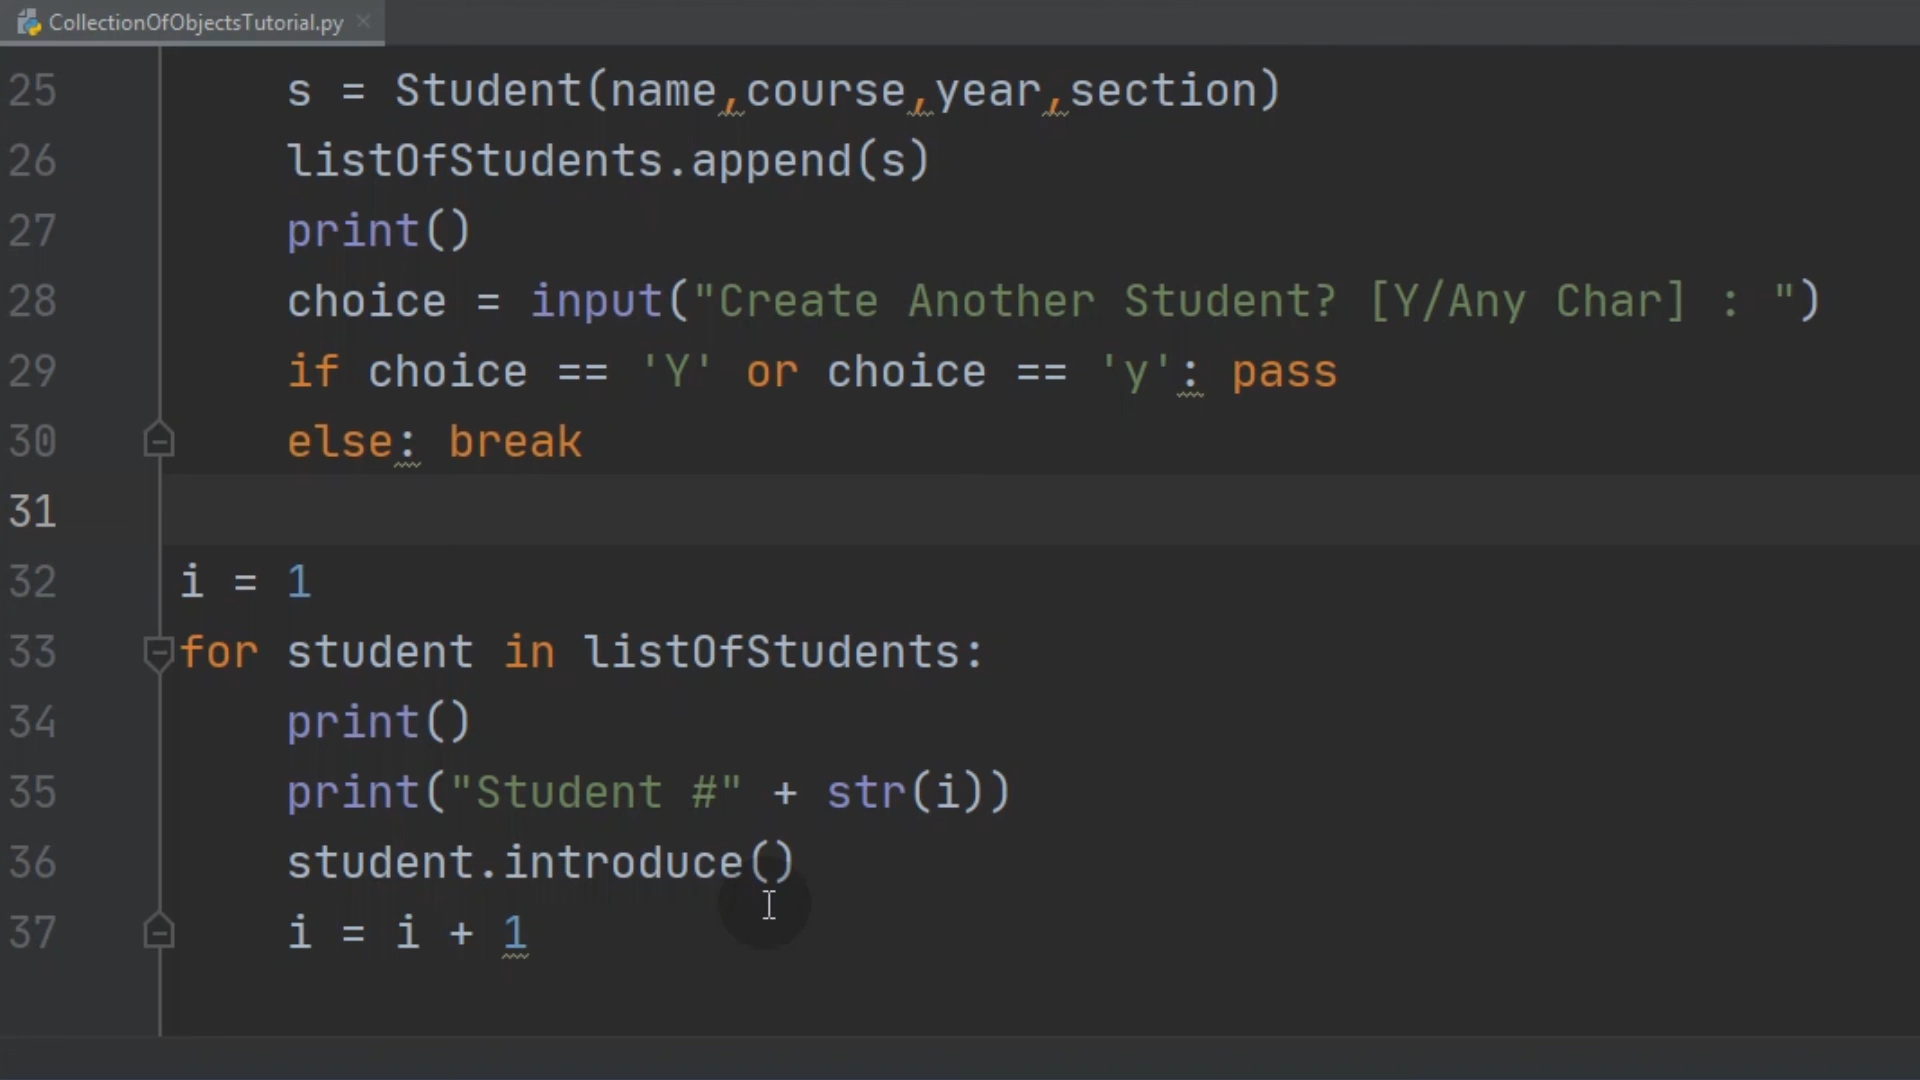 CollectionOfObjectsTutorial.py
25 s = Student(name,course,year,section)
26 listOfStudents.append(s)
27 print()
28 choice = input("Create Another Student? [Y/Any Char] : ")
29 if choice == 'Y' or choice == 'y': pass
30 else: break
31
32 i = 1
33 for student in listOfStudents:
34 print()
35 print("Student #" + str(i))
36 student.introduce()
37 i = i + 1